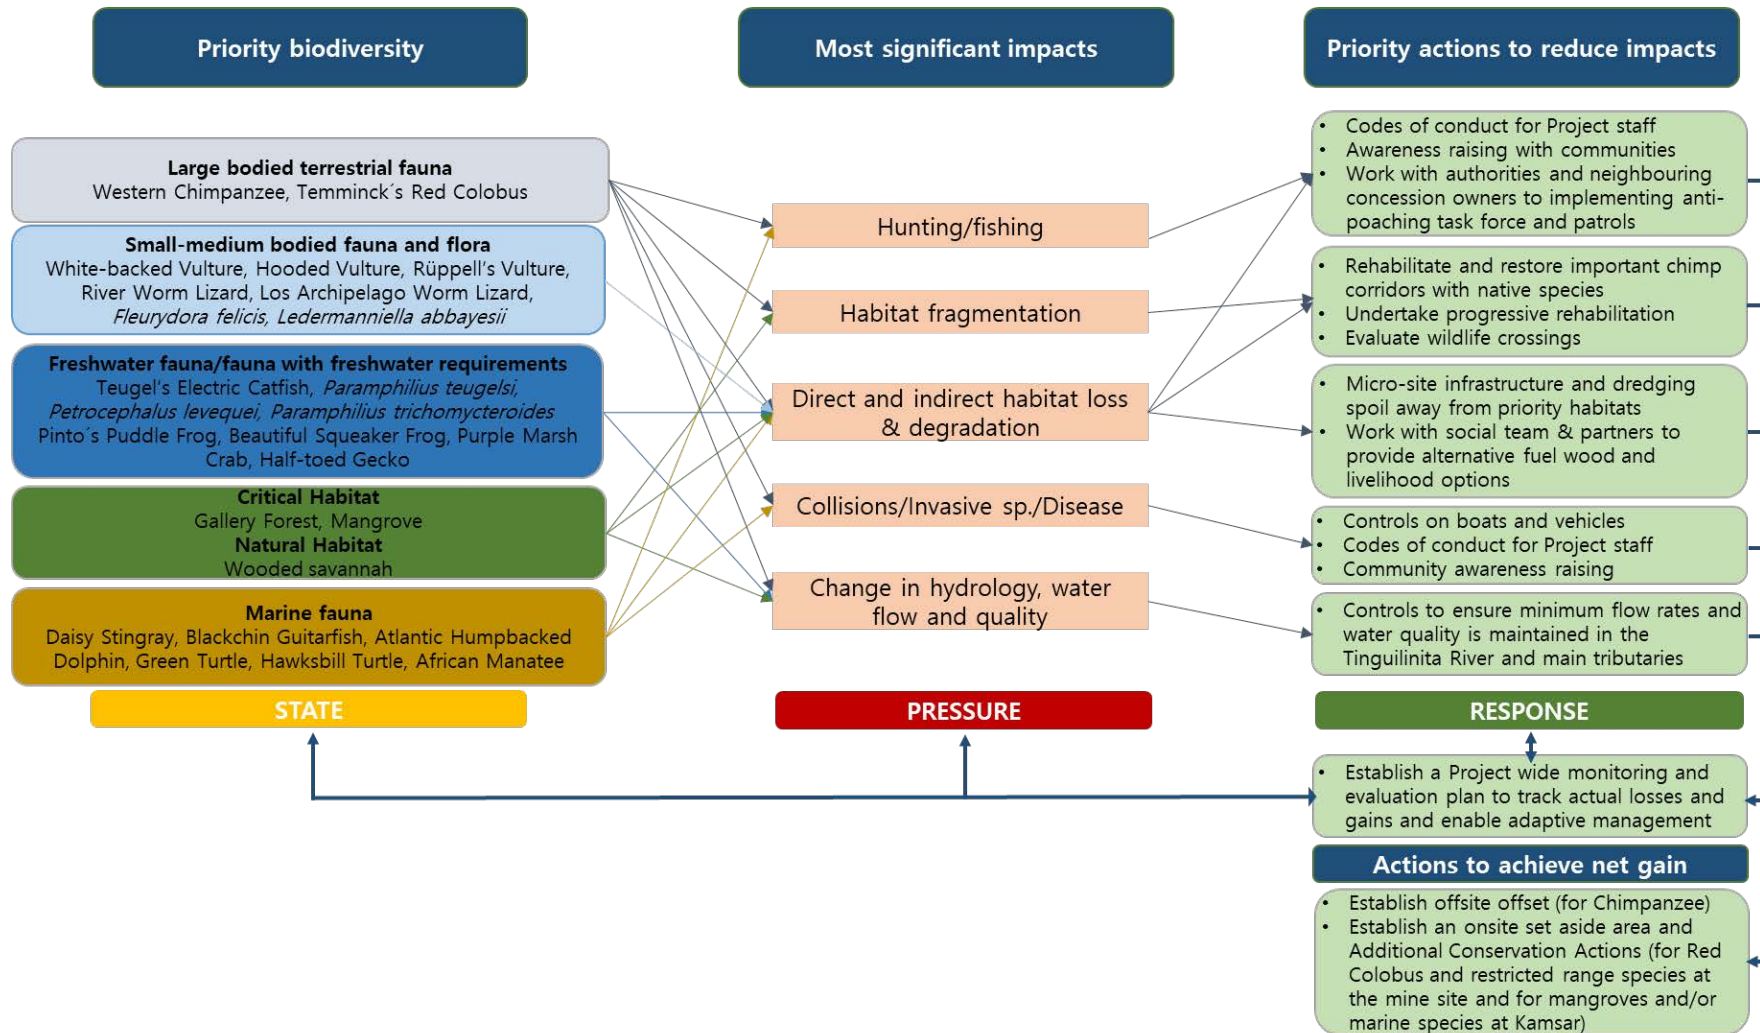 Priority biodiversity
Large bodied terrestrial fauna
Western Chimpanzee, Temminck´s Red Colobus
Small-medium bodied fauna and flora
White-backed Vulture, Hooded Vulture, Rüppell’s Vulture,
River Worm Lizard, Los Archipelago Worm Lizard,
Fleurydora felicis, Ledermanniella abbayesii
Freshwater fauna/fauna with freshwater requirements
Teugel’s Electric Catfish, Paramphilius teugelsi,
Petrocephalus levequei, Paramphilius trichomycteroides
Pinto´s Puddle Frog, Beautiful Squeaker Frog, Purple Marsh
Crab, Half-toed Gecko
Critical Habitat
Gallery Forest, Mangrove
Natural Habitat
Wooded savannah
Marine fauna
Daisy Stingray, Blackchin Guitarfish, Atlantic Humpbacked
Dolphin, Green Turtle, Hawksbill Turtle, African Manatee
STATE
Most significant impacts
Hunting/fishing
Habitat fragmentation
Direct and indirect habitat loss
& degradation
Collisions/Invasive sp./Disease
Change in hydrology, water
flow and quality
PRESSURE
Priority actions to reduce impacts
• Codes of conduct for Project staff
• Awareness raising with communities
• Work with authorities and neighbouring
concession owners to implementing anti-
poaching task force and patrols
• Rehabilitate and restore important chimp
corridors with native species
• Undertake progressive rehabilitation
• Evaluate wildlife crossings
• Micro-site infrastructure and dredging
spoil away from priority habitats
• Work with social team & partners to
provide alternative fuel wood and
livelihood options
• Controls on boats and vehicles
• Codes of conduct for Project staff
• Community awareness raising
• Controls to ensure minimum flow rates and
water quality is maintained in the
Tinguilinita River and main tributaries
RESPONSE
• Establish a Project wide monitoring and
evaluation plan to track actual losses and
gains and enable adaptive management
Actions to achieve net gain
• Establish offsite offset (for Chimpanzee)
• Establish an onsite set aside area and
Additional Conservation Actions (for Red
Colobus and restricted range species at
the mine site and for mangroves and/or
marine species at Kamsar)